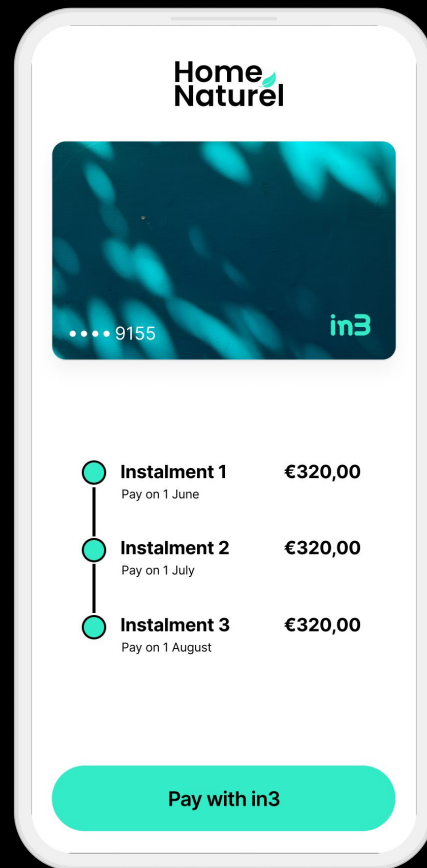 Home
Naturel
•••• 9155
in3
Instalment 1 €320,00
Pay on 1 June
Instalment 2 €320,00
Pay on 1 July
Instalment 3 €320,00
Pay on 1 August
Pay with in3